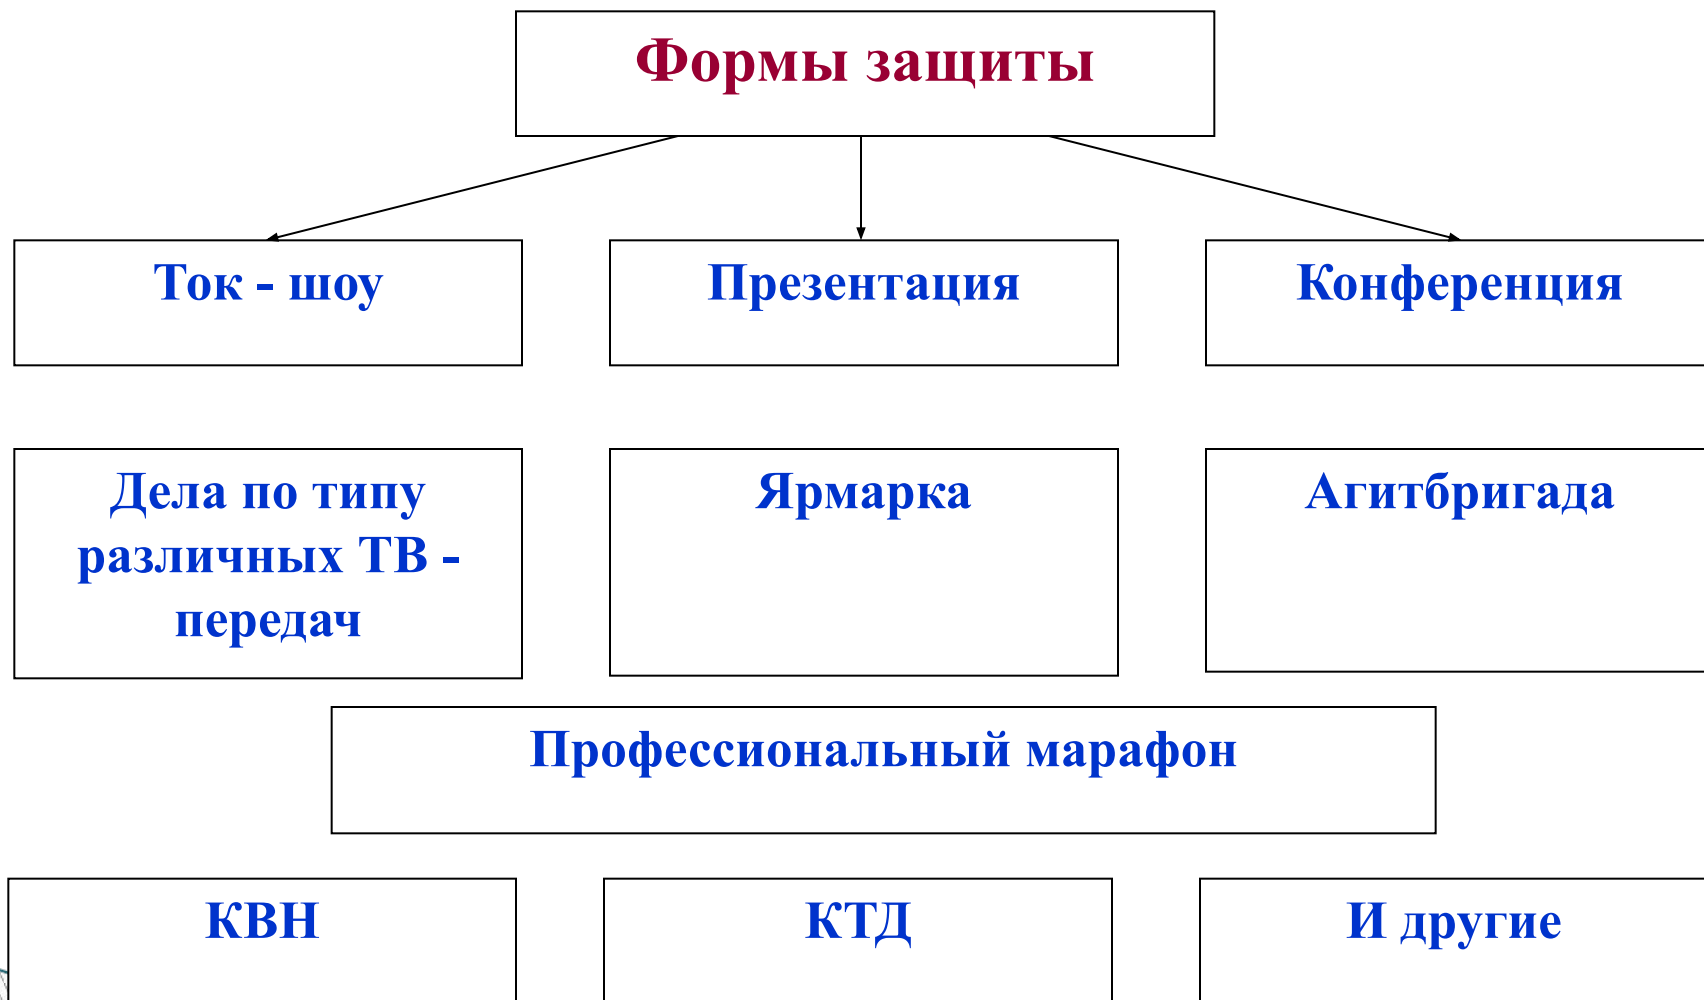 Формы защиты
Ток - шоу
Презентация
Конференция
Дела по типу
различных ТВ -
передач
Ярмарка
Агитбригада
Профессиональный марафон
КВН
КТД
И другие